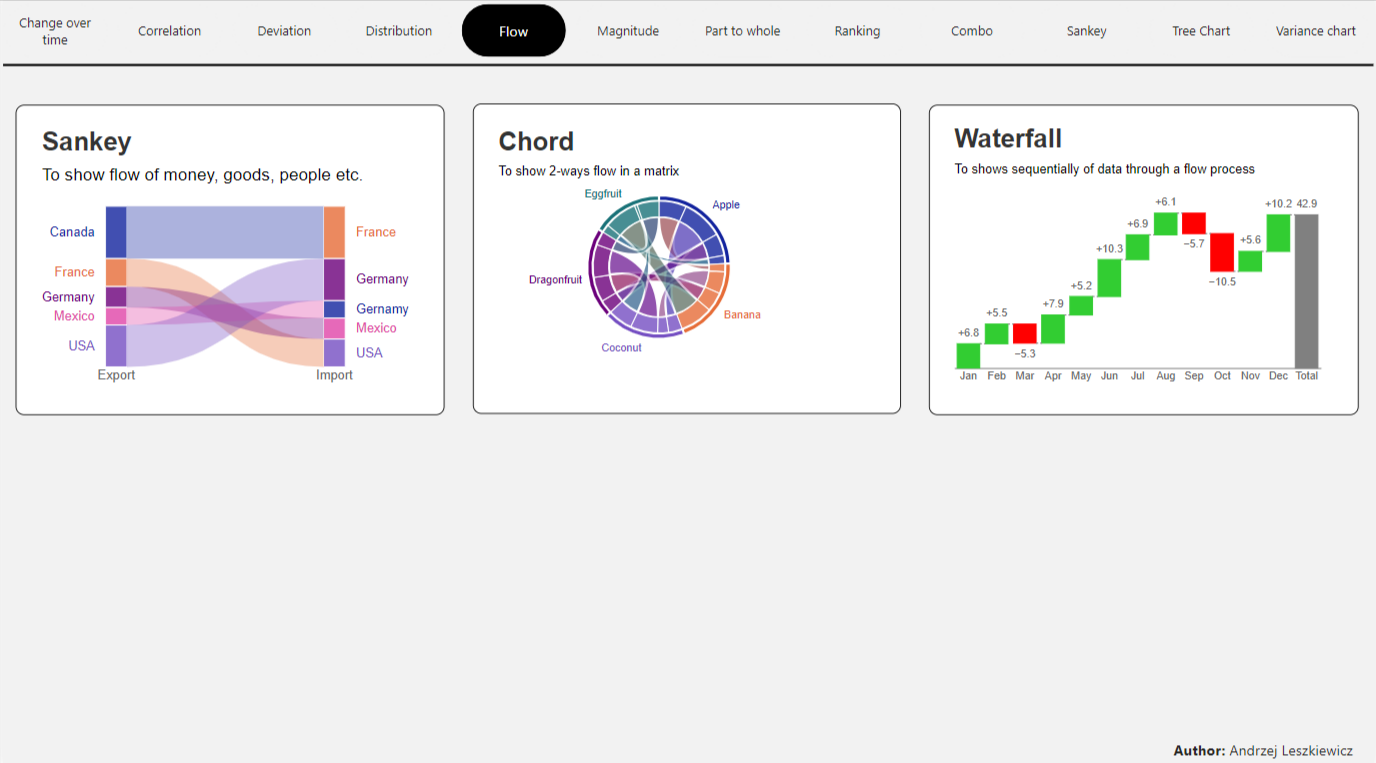 Change over
time
Correlation
Deviation
Distribution
Flow
Magnitude
Part to whole
Ranking
Combo
Sankey
Tree Chart
Variance chart
Sankey
To show flow of money, goods, people etc.
Canada
France
Germany
Mexico
USA
Export
France
Germany
Gernamy
Mexico
USA
Import
Chord
To show 2-ways flow in a matrix
Eggfruit
Apple
Dragonfruit
Banana
Coconut
Waterfall
To shows sequentially of data through a flow process
+6.8
+5.5
−5.3
+7.9
+5.2
+10.3
+6.9
+6.1
−5.7
−10.5
+5.6
+10.2
42.9
Jan Feb Mar Apr May Jun Jul Aug Sep Oct Nov Dec Total
Author: Andrzej Leszkiewicz